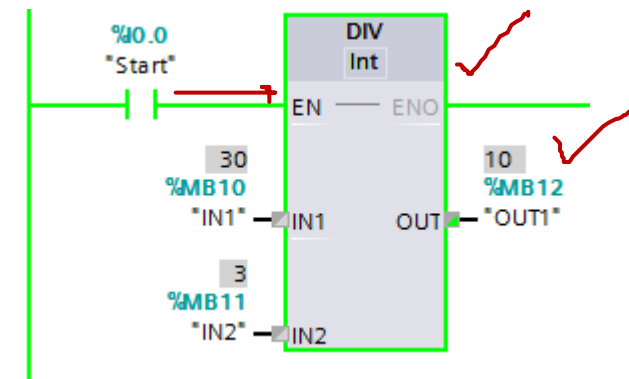 %I0.0
"Start"
DIV
Int
EN
ENO
30
%MB10
"IN1"
IN1
10
%MB12
OUT
"OUT1"
3
%MB11
"IN2"
IN2